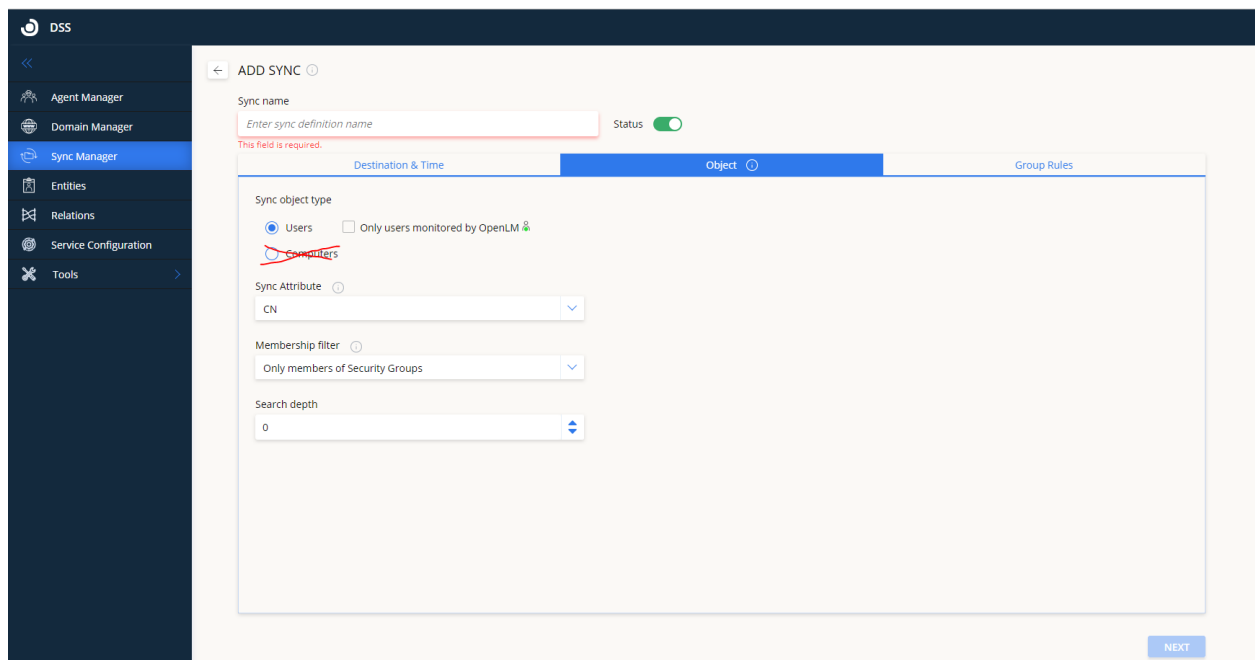 DSS
ADD SYNC
Agent Manager
Domain Manager
Sync Manager
Entities
Relations
Service Configuration
Tools
Sync name
Enter sync definition name
Status
This field is required.
Destination & Time
Object
Group Rules
Sync object type
Users
Only users monitored by OpenLM
Computers
Sync Attribute
CN
Membership filter
Only members of Security Groups
Search depth
0
NEXT